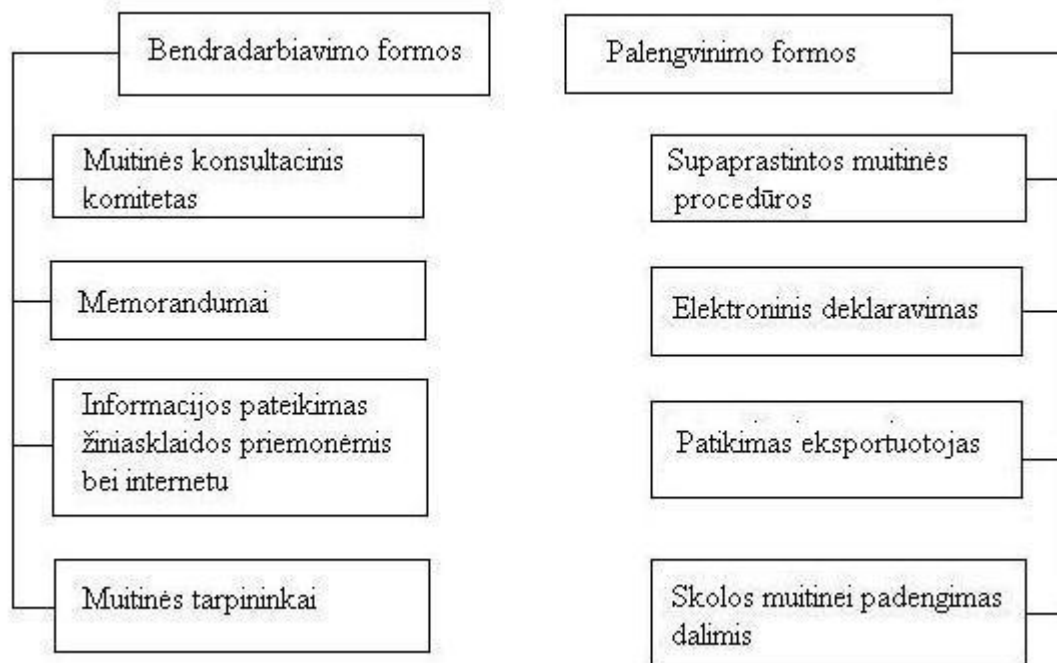 Bendradarbiavimo formos
Muitinės konsultacinis
komitetas
Memorandumai
Informacijos pateikimas
žiniasklaidos priemonėmis
bei internetu
Muitinės tarpininkai
Palengvinimo formos
Supaprastintos muitinės
procedūros
Elektroninis deklaravimas
Patikimas eksportuotojas
Skolos muitinei padengimas
dalimis